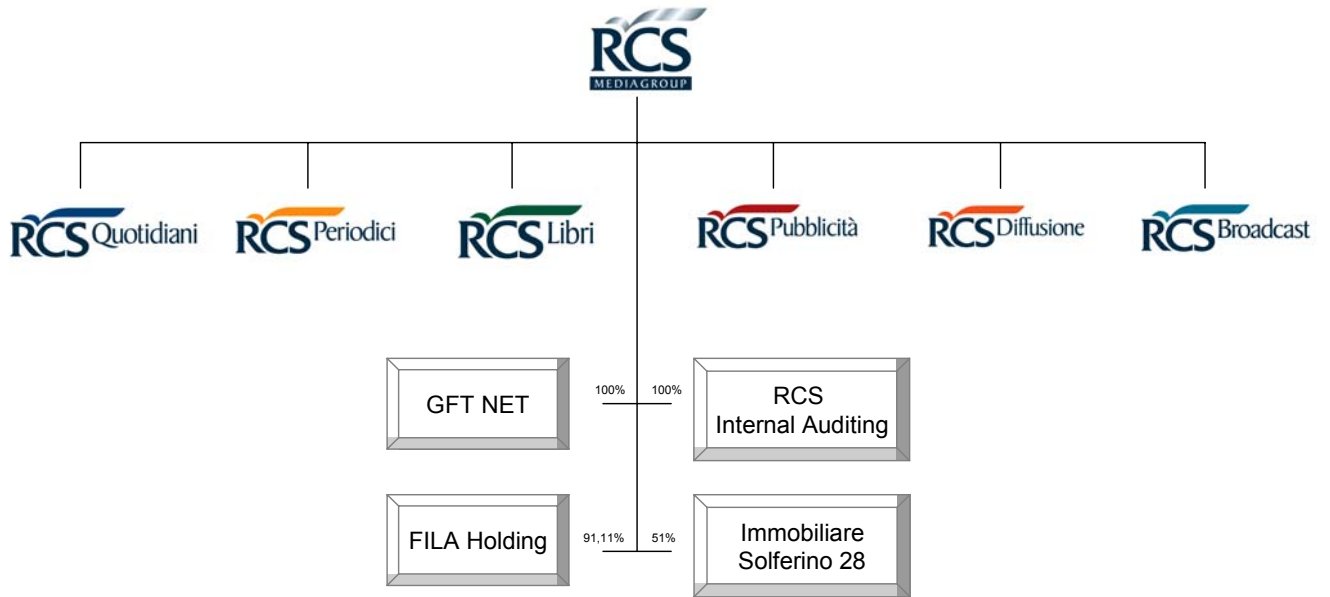 RCS
MEDIAGROUP
RCS Quotidiani
RCS Periodici
RCS Libri
RCS Pubblicità
RCS Diffusione
RCS Broadcast
GFT NET
100%
100%
RCS
Internal Auditing
FILA Holding
91,11%
51%
Immobiliare
Solferino 28